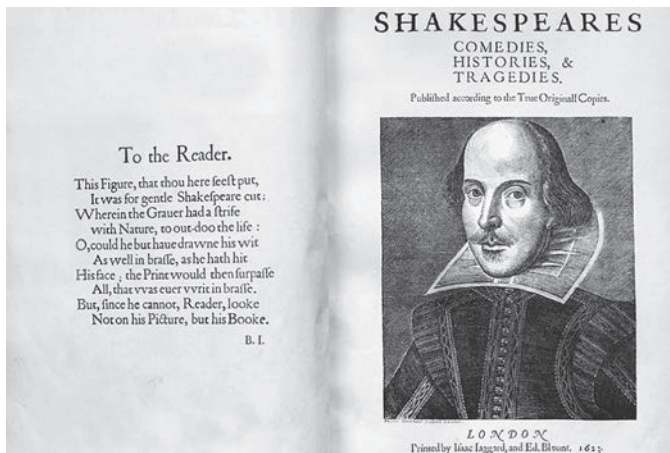 To the Reader.
This Figure, that thou here seeſt put,
It was for gentle Shakeſpeare cut;
Wherein the Grauer had a ſtrife
with Nature, to out-doo the life :
O, could he but haue drawne his wit
As well in braſſe, as he hath hit
His face ; the Print would then ſurpaſſe
All, that vvas euer vvrit in braſſe.
But, ſince he cannot, Reader, looke
Not on his Picture, but his Booke.
B. I.
SHAKESPEARES
COMEDIES,
HISTORIES, &
TRAGEDIES.
Publiſhed according to the True Originall Copies.
LONDON
Printed by Iſaac Iaggard, and Ed. Blount. 1623.